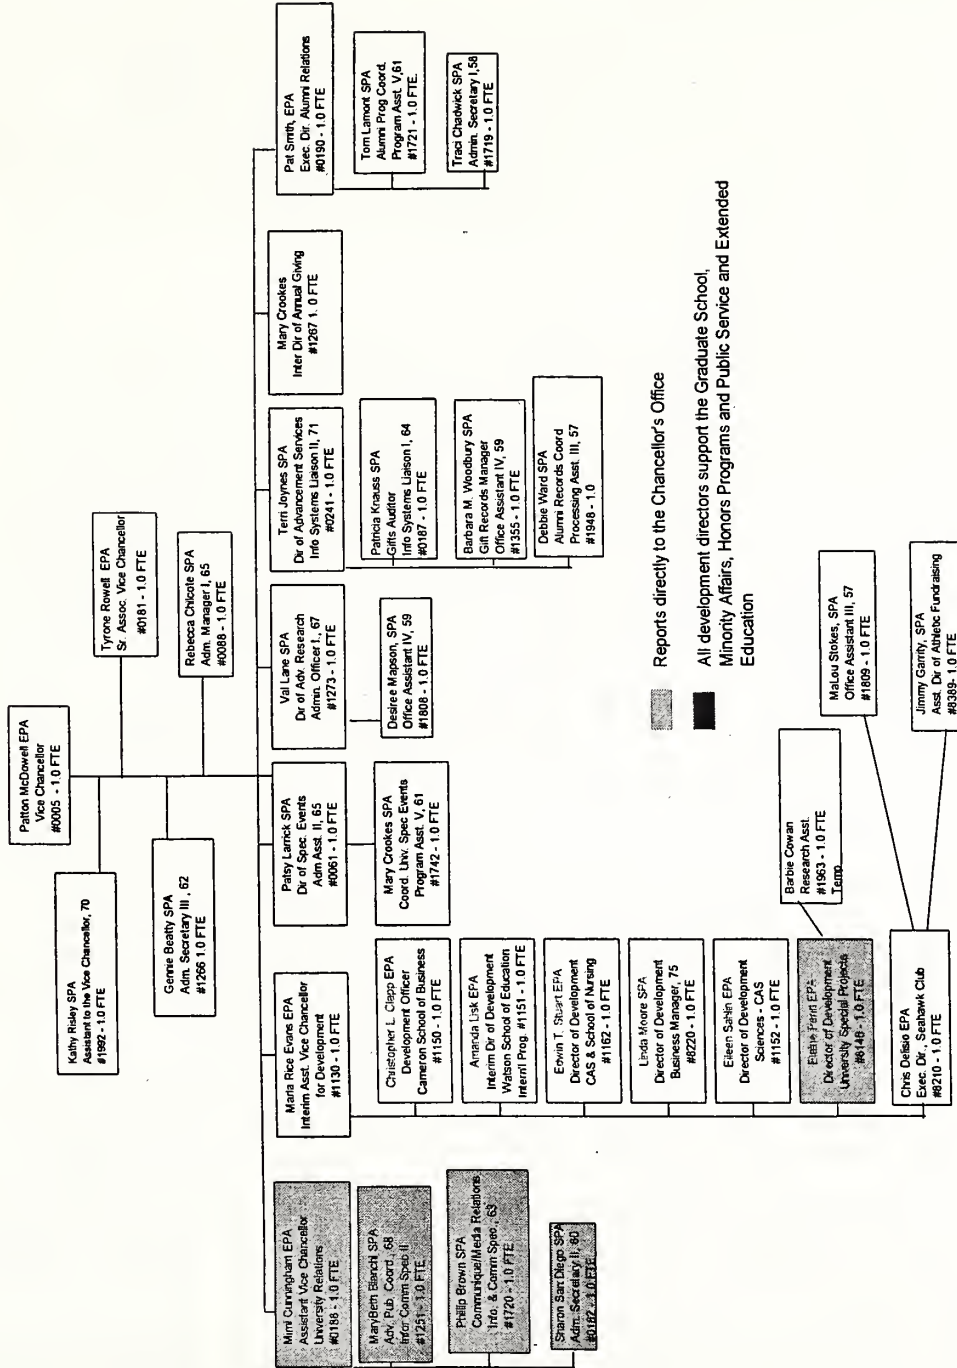 Patton McDowell EPA
Vice Chancellor
#0005 - 1.0 FTE
Kathy Risley SPA
Assistant to the Vice Chancellor, 70
#1992 - 1.0 FTE
Tyrone Rowell EPA
Sr. Assoc. Vice Chancellor
#0181 - 1.0 FTE
Gennie Beatty SPA
Adm. Secretary III , 62
#1266 1.0 FTE
Rebecca Chilcote SPA
Adm. Manager I, 65
#0088 - 1.0 FTE
Mimi Cunningham EPA
Assistant Vice Chancellor
University Relations
#0188 - 1.0 FTE
MaryBeth Bianchi SPA
Adv. Pub. Coord., 68
Infor Comm Spec II
#1251 - 1.0 FTE
Phillip Brown SPA
Communique/Media Relations
Info. & Comm Spec., 63
#1720 - 1.0 FTE
Sharon San Diego SPA
Adm. Secretary II, 60
#0182 - 1.0 FTE
Marla Rice Evans EPA
Interim Asst. Vice Chancellor
for Development
#1130 - 1.0 FTE
Christopher L. Clapp EPA
Development Officer
Cameron School of Business
#1150 - 1.0 FTE
Amanda Lisk EPA
Interim Dir of Development
Watson School of Education
Intern'l Prog. #1151 - 1.0 FTE
Edwin T. Stuart EPA
Director of Development
CAS & School of Nursing
#1162 - 1.0 FTE
Linda Moore SPA
Director of Development
Business Manager, 75
#8220 - 1.0 FTE
Eileen Sahlin EPA
Director of Development
Sciences - CAS
#1152 - 1.0 FTE
Penn EPA
Director of Development
University Special Projects
#8148 - 1.0 FTE
Barbie Cowan
Research Asst.
#1963 - 1.0 FTE
Temp
Chris Delisio EPA
Exec. Dir., Seahawk Club
#8210 - 1.0 FTE
MaLou Stokes, SPA
Office Assistant III, 57
#1809 - 1.0 FTE
Jimmy Garrity, SPA
Asst. Dir of Athletic Fundraising
#8389- 1.0 FTE
Patsy Larrick SPA
Dir of Spec. Events
Adm Asst. II, 65
#0061 - 1.0 FTE
Mary Crookes SPA
Coord. Univ. Spec Events
Program Asst. V, 61
#1742 - 1.0 FTE
Val Lane SPA
Dir of Adv. Research
Admin. Officer I., 67
#1273 - 1.0 FTE
Desiree Mapson, SPA
Office Assistant IV, 59
#1808 - 1.0 FTE
Terri Joynes SPA
Dir of Advancement Services
Info Systems Liaison II, 71
#0241 - 1.0 FTE
Patricia Knauss SPA
Gifts Auditor
Info Systems Liaison I, 64
#0187 - 1.0 FTE
Barbara M. Woodbury SPA
Gift Records Manager
Office Assistant IV, 59
#1355 - 1.0 FTE
Debbie Ward SPA
Alumni Records Coord
Processing Asst. III, 57
#1948 - 1.0
Mary Crookes
Inter Dir of Annual Giving
#1267 1. 0 FTE
Pat Smith, EPA
Exec. Dir. Alumni Relations
#0190 - 1.0 FTE
Tom Lamont SPA
Alumni Prog Coord.
Program Asst. V,61
#1721 - 1.0 FTE.
Traci Chadwick SPA
Admin. Secretary I,58
#1719 - 1.0 FTE
Reports directly to the Chancellor's Office
All development directors support the Graduate School,
Minority Affairs, Honors Programs and Public Service and Extended
Education